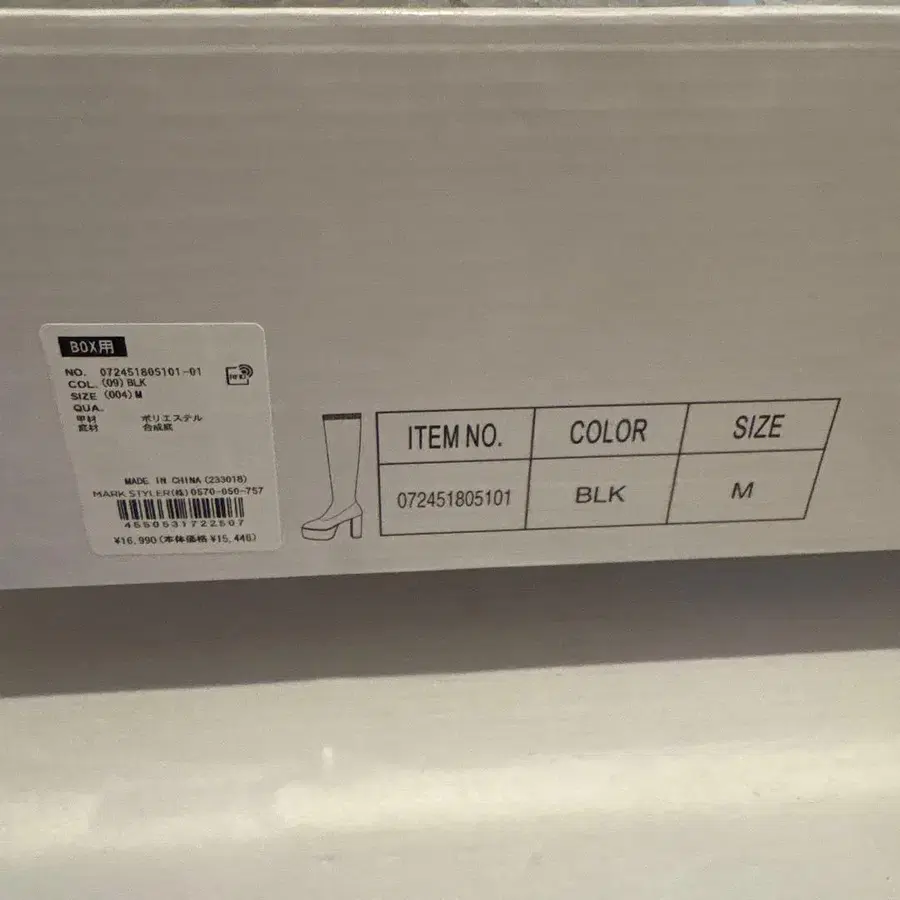 BOX用
NO. 072451805101-01
COL. (09) BLK
SIZE (004) M
QUA.
甲材 ポリエステル
底材 合成底
RFID
MADE IN CHINA (233018)
MARK STYLER(株) 0570-050-757
4550531722507
¥16,990(本体価格 ¥15,446)
ITEM NO. COLOR SIZE
072451805101 BLK M